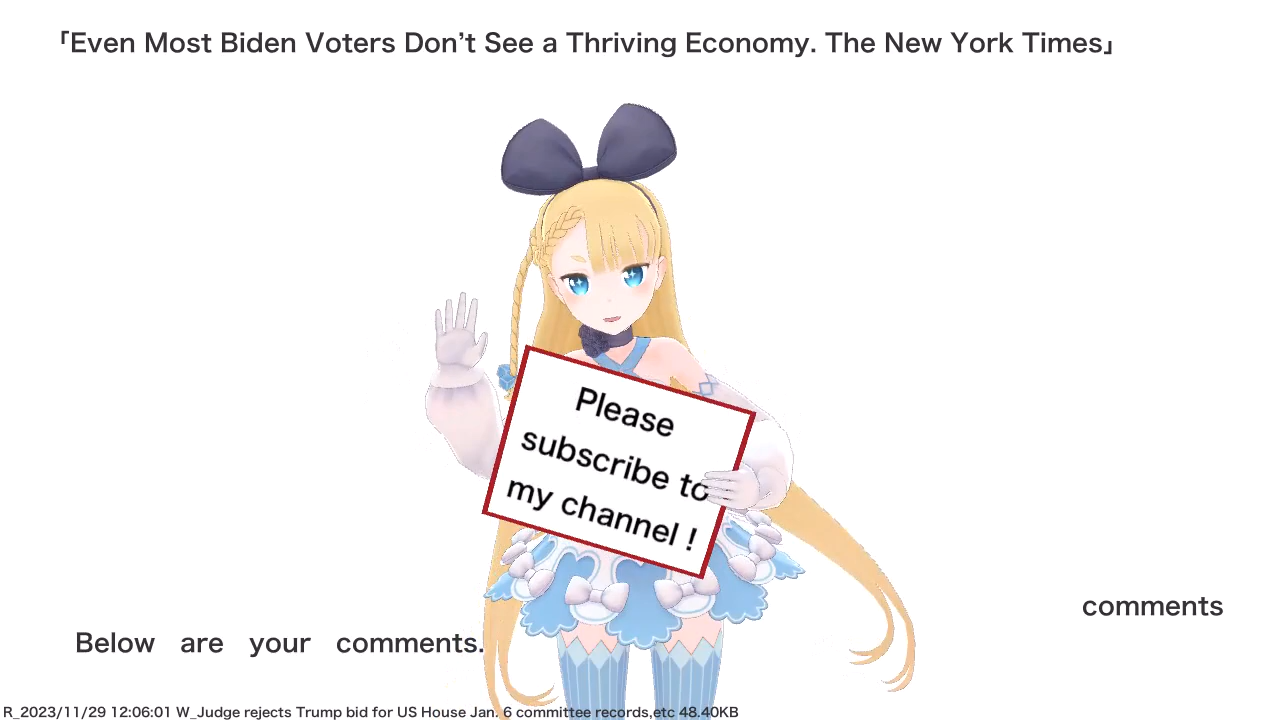 「Even Most Biden Voters Don’t See a Thriving Economy. The New York Times」
Please
subscribe to
my channel !
comments
Below are your comments.
R_2023/11/29 12:06:01 W_Judge rejects Trump bid for US House Jan. 6 committee records,etc 48.40KB